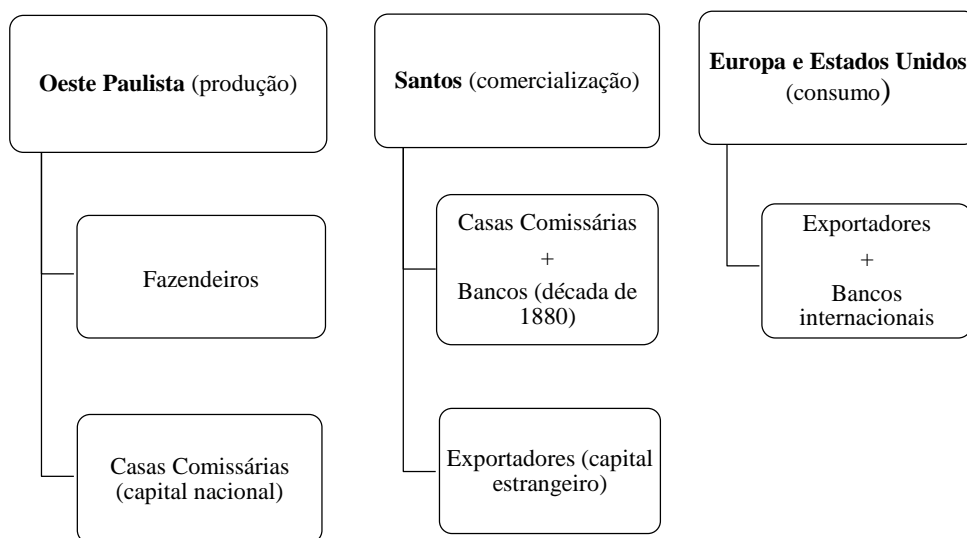 Oeste Paulista (produção)
Fazendeiros
Casas Comissárias
(capital nacional)
Santos (comercialização)
Casas Comissárias
+
Bancos (década de
1880)
Exportadores (capital
estrangeiro)
Europa e Estados Unidos
(consumo)
Exportadores
+
Bancos
internacionais